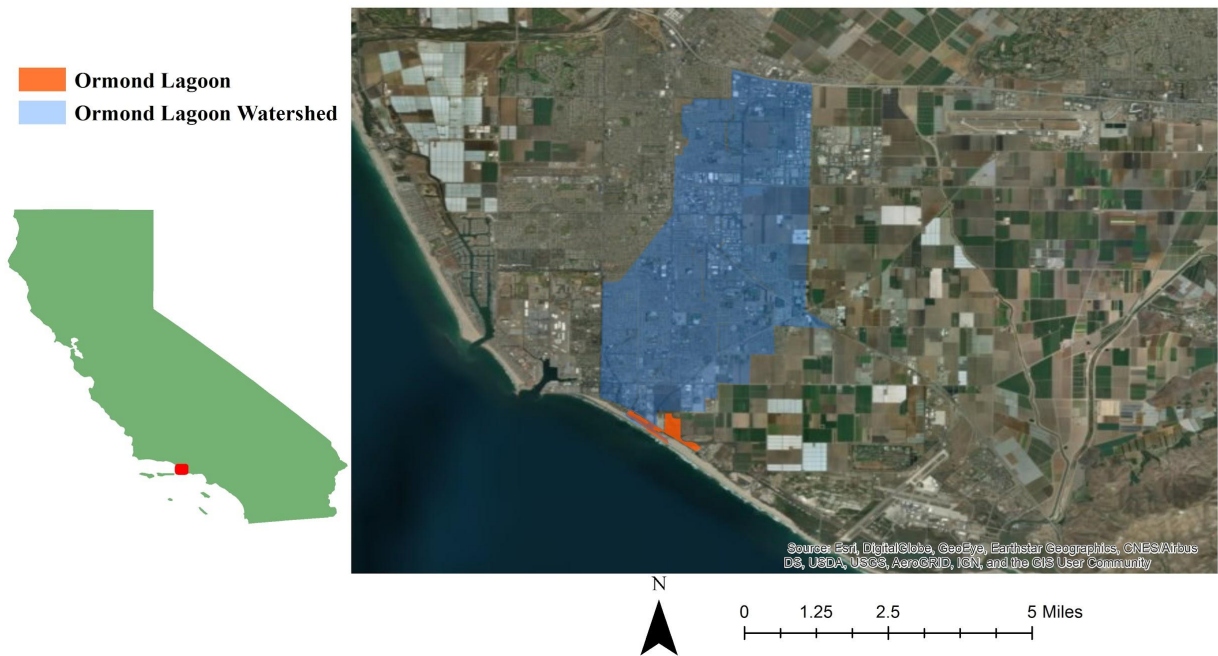 Ormond Lagoon
Ormond Lagoon Watershed
Source: Esri, DigitalGlobe, GeoEye, Earthstar Geographics, CNES/Airbus
DS, USDA, USGS, AeroGRID, IGN, and the GIS User Community
N
0 1.25 2.5 5 Miles